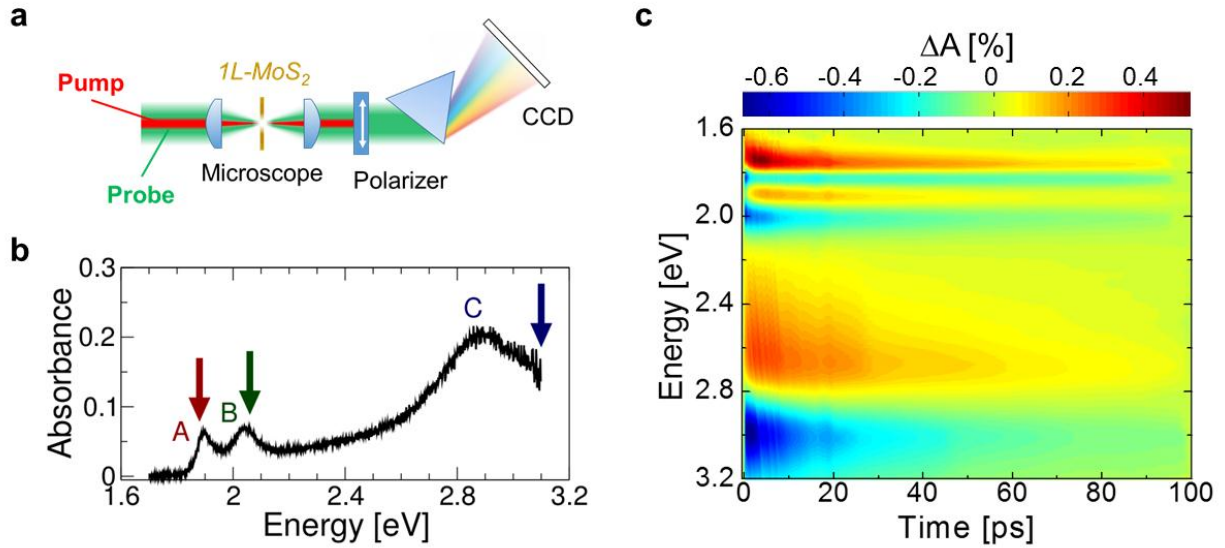 a
Pump
Probe
1L-MoS2
Microscope
Polarizer
CCD
b
Absorbance
0.3
0.2
0.1
0
A
B
C
1.6 2 2.4 2.8 3.2
Energy [eV]
c
ΔA [%]
-0.6 -0.4 -0.2 0 0.2 0.4
Energy [eV]
1.6
2.0
2.4
2.8
3.2
0 20 40 60 80 100
Time [ps]